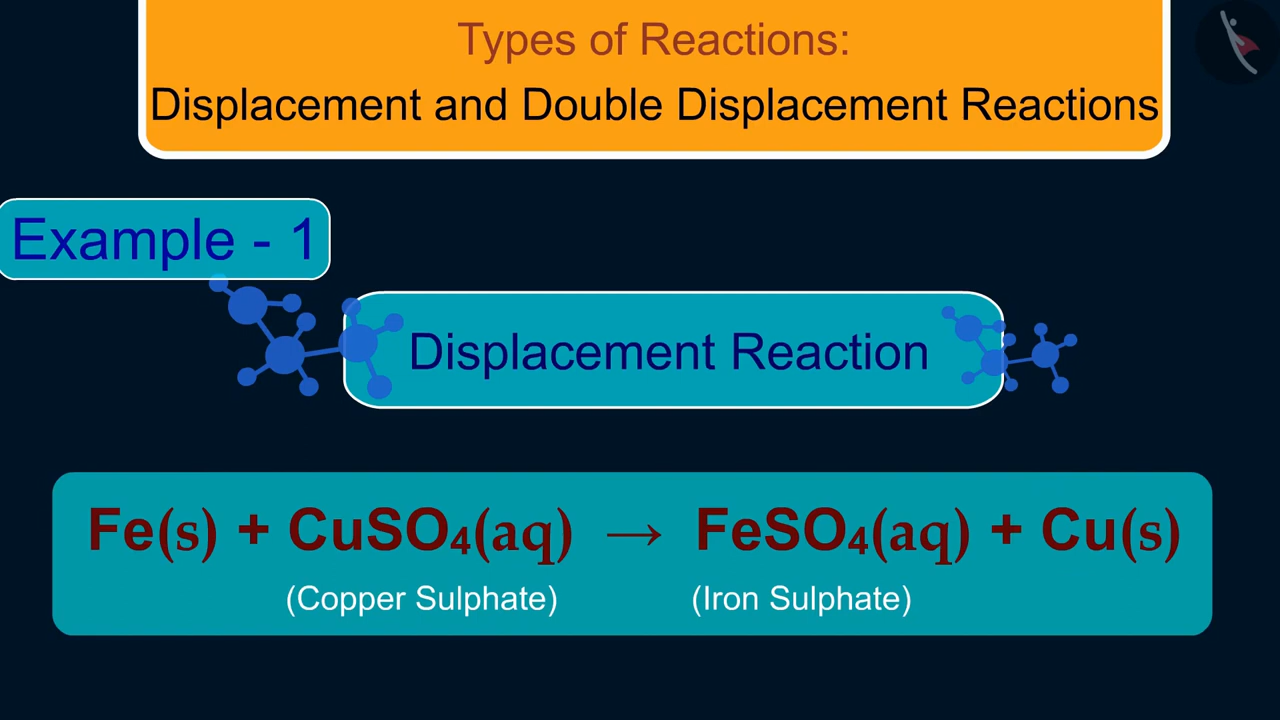 Types of Reactions:
Displacement and Double Displacement Reactions
Example - 1
Displacement Reaction
Fe(s) + CuSO₄(aq) → FeSO₄(aq) + Cu(s)
(Copper Sulphate) (Iron Sulphate)